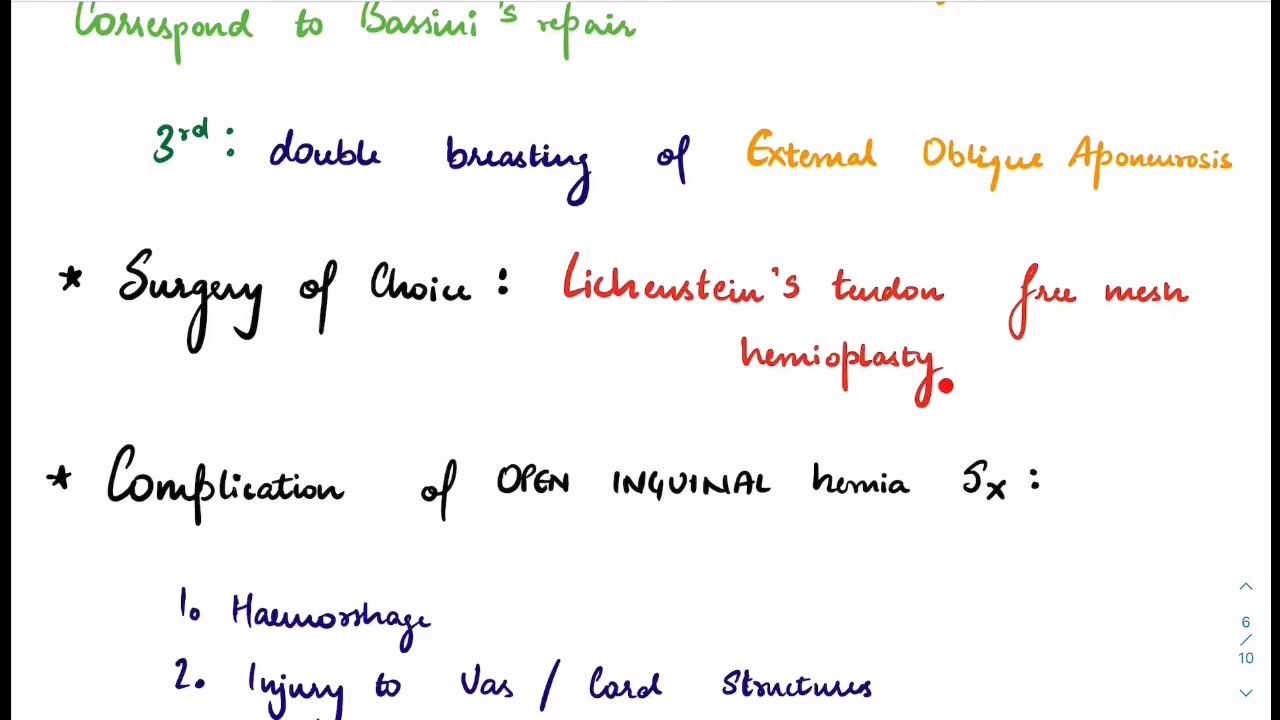 Correspond to Bassini's repair
3rd: double breasting of External Oblique Aponeurosis
* Surgery of Choice: Lichenstein's tendon free mesh
hernioplasty.
* Complication of OPEN INGUINAL hernia Sx:
1. Haemorrhage
2. Injury to Vas / Cord Structures
6
/
10